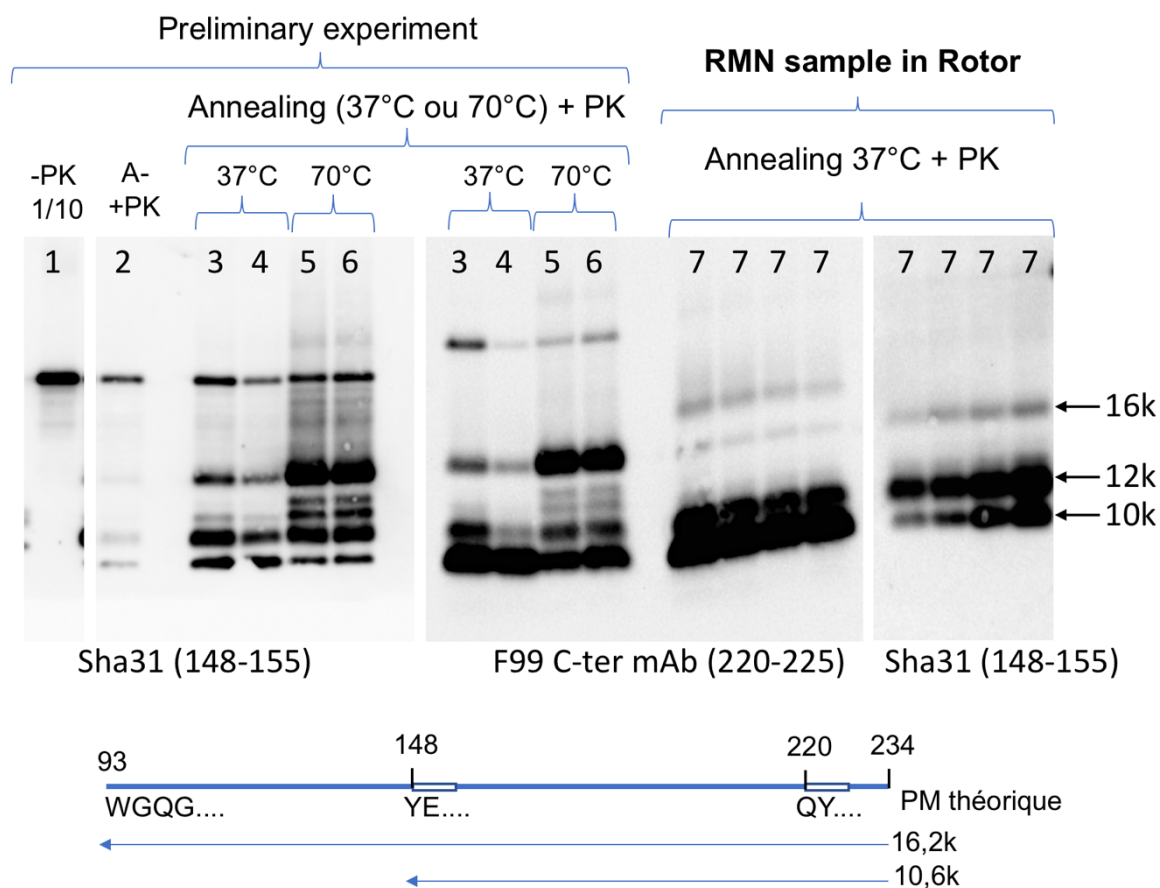 Preliminary experiment
RMN sample in Rotor
Annealing (37°C ou 70°C) + PK
Annealing 37°C + PK
-PK
1/10
A-
+PK
37°C 70°C 37°C 70°C
1 2 3 4 5 6 3 4 5 6 7 7 7 7 7 7 7 7
16k
12k
10k
Sha31 (148-155) F99 C-ter mAb (220-225) Sha31 (148-155)
93 148 220 234
WGQG.... YE.... QY.... PM théorique
16,2k
10,6k